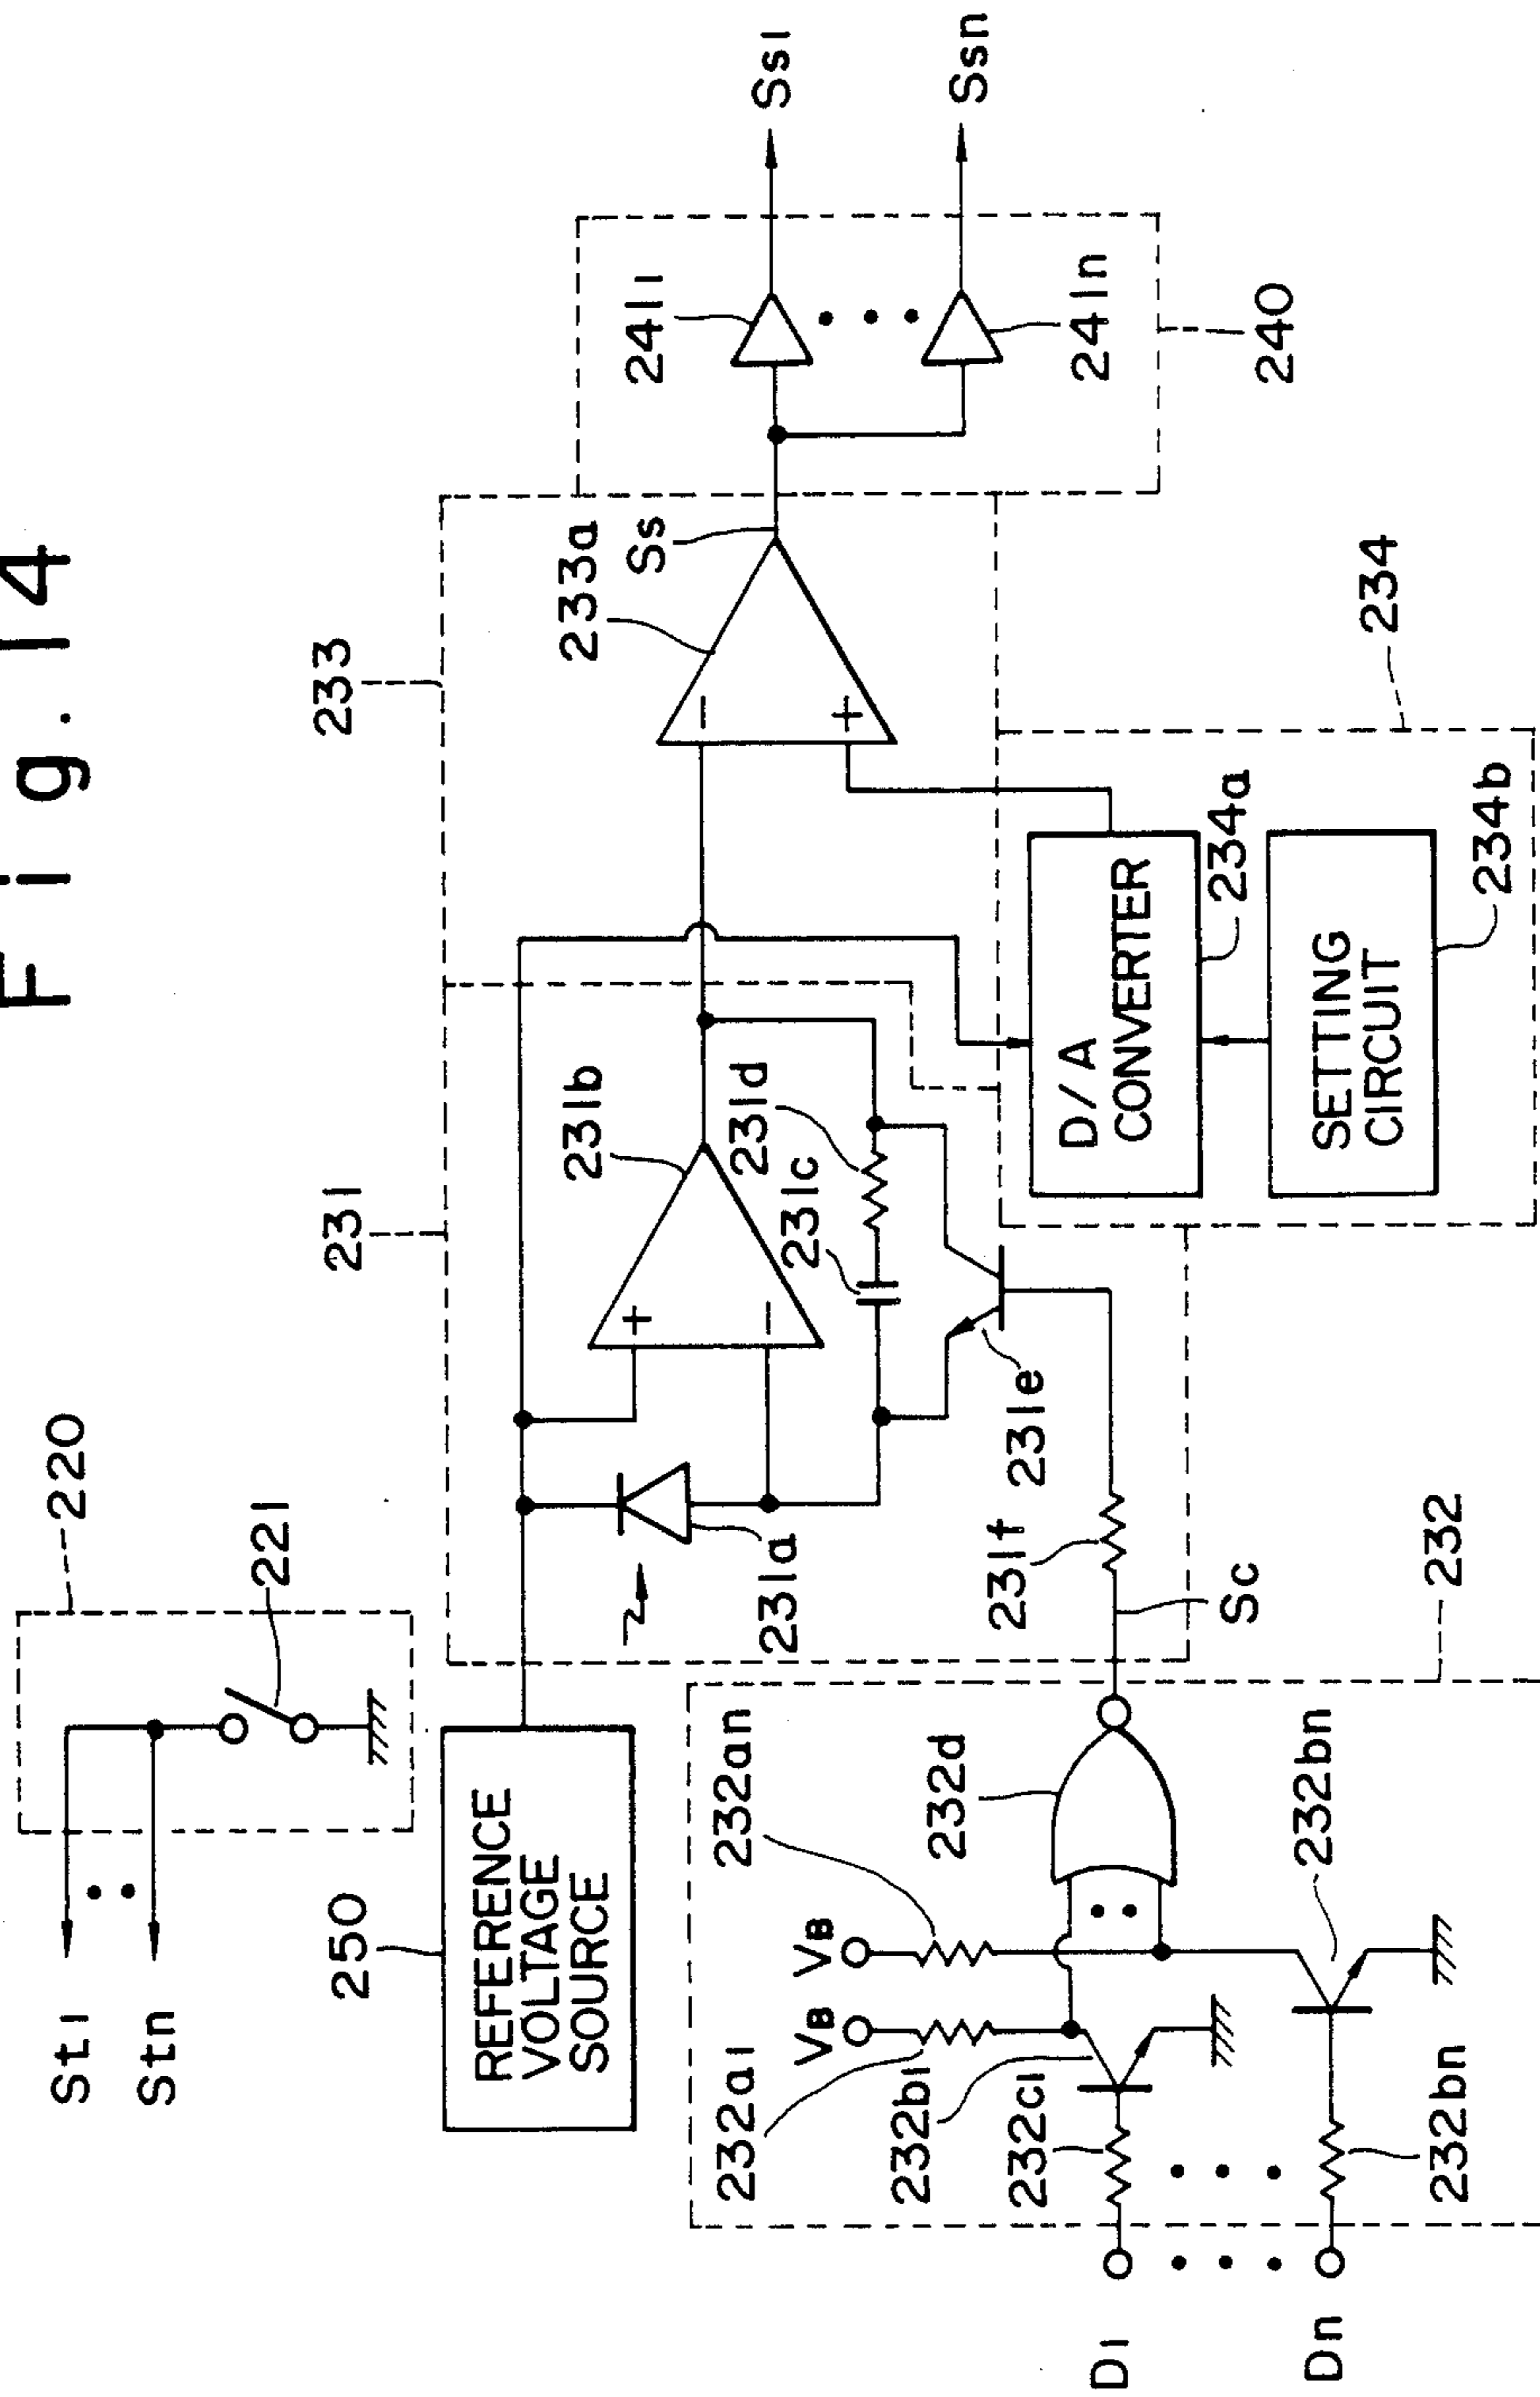 Fig. 14
St1
Stn
220
221
250
REFERENCE
VOLTAGE
SOURCE
231
231a
231b
231c
231d
231e
231f
Sc
233
233a
Ss
2411
241n
240
Ss1
Ssn
D/A
CONVERTER
234a
SETTING
CIRCUIT
234b
234
VB
VB
232a1
232an
232b1
232c1
232d
232bn
232bn
232
D1
Dn
+
−
−
+